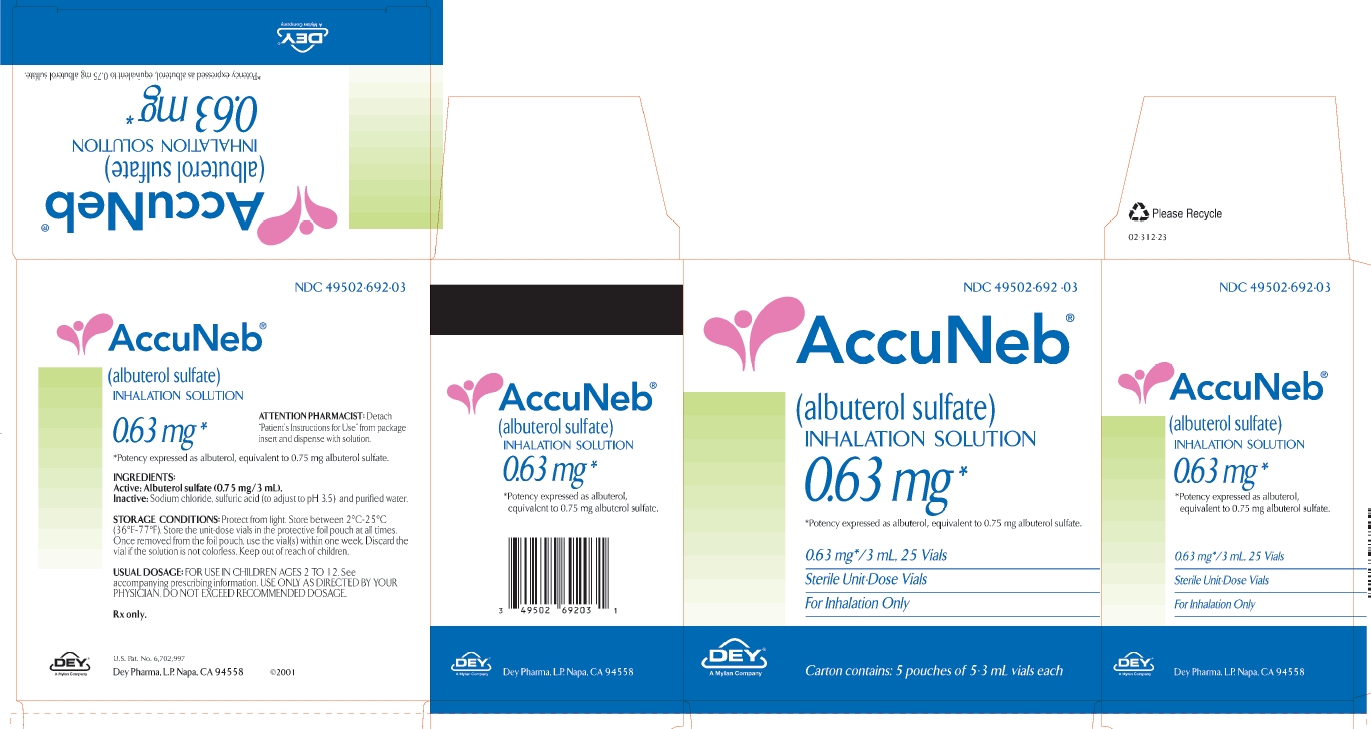 DEY®
A Mylan Company
*Potency expressed as albuterol, equivalent to 0.75 mg albuterol sulfate.
0.63 mg*
INHALATION SOLUTION
(albuterol sulfate)
AccuNeb®
NDC 49502-692-03
AccuNeb®
(albuterol sulfate)
INHALATION SOLUTION
0.63 mg*
ATTENTION PHARMACIST: Detach
"Patient's Instructions for Use" from package
insert and dispense with solution.
*Potency expressed as albuterol, equivalent to 0.75 mg albuterol sulfate.
INGREDIENTS:
Active: Albuterol sulfate (0.75 mg/3 mL).
Inactive: Sodium chloride, sulfuric acid (to adjust to pH 3.5) and purified water.
STORAGE CONDITIONS: Protect from light. Store between 2°C-25°C
(36°F-77°F). Store the unit-dose vials in the protective foil pouch at all times.
Once removed from the foil pouch, use the vial(s) within one week. Discard the
vial if the solution is not colorless. Keep out of reach of children.
USUAL DOSAGE: FOR USE IN CHILDREN AGES 2 TO 12. See
accompanying prescribing information. USE ONLY AS DIRECTED BY YOUR
PHYSICIAN. DO NOT EXCEED RECOMMENDED DOSAGE.
Rx only.
DEY®
A Mylan Company
U.S. Pat. No. 6,702,997
Dey Pharma, L.P. Napa, CA 94558 ©2001
AccuNeb®
(albuterol sulfate)
INHALATION SOLUTION
0.63 mg*
*Potency expressed as albuterol,
equivalent to 0.75 mg albuterol sulfate.
3 49502 69203 1
DEY®
A Mylan Company
Dey Pharma, L.P. Napa, CA 94558
NDC 49502-692 -03
AccuNeb®
(albuterol sulfate)
INHALATION SOLUTION
0.63 mg*
*Potency expressed as albuterol, equivalent to 0.75 mg albuterol sulfate.
0.63 mg*/3 mL, 25 Vials
Sterile Unit-Dose Vials
For Inhalation Only
DEY®
A Mylan Company
Carton contains: 5 pouches of 5-3 mL vials each
Please Recycle
02-312-23
NDC 49502-692-03
AccuNeb®
(albuterol sulfate)
INHALATION SOLUTION
0.63 mg*
*Potency expressed as albuterol,
equivalent to 0.75 mg albuterol sulfate.
0.63 mg*/3 mL, 25 Vials
Sterile Unit-Dose Vials
For Inhalation Only
DEY®
A Mylan Company
Dey Pharma, L.P. Napa, CA 94558